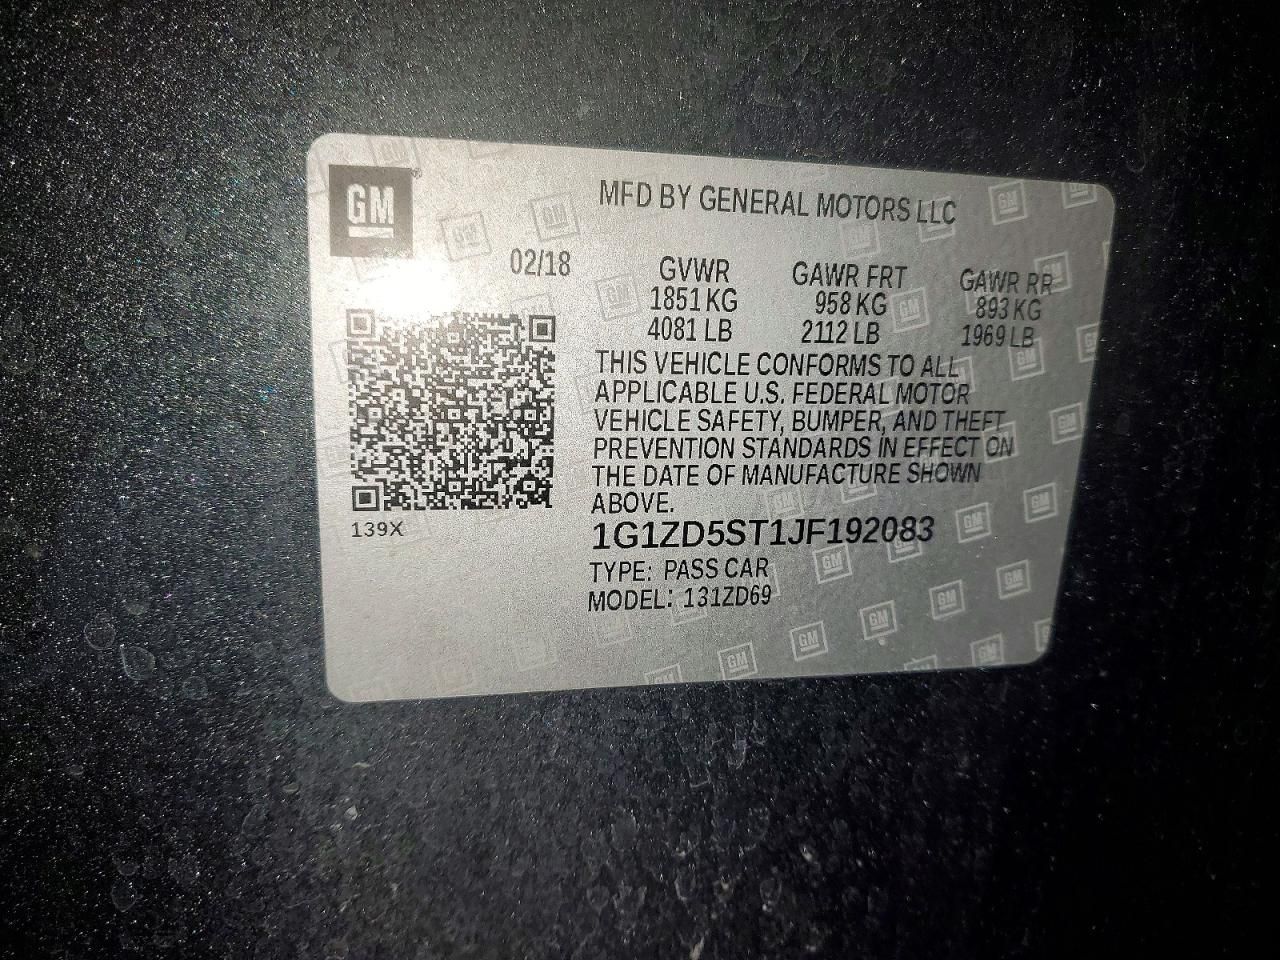 GM
MFD BY GENERAL MOTORS LLC
02/18
GVWR GAWR FRT GAWR RR
1851 KG 958 KG 893 KG
4081 LB 2112 LB 1969 LB
THIS VEHICLE CONFORMS TO ALL
APPLICABLE U.S. FEDERAL MOTOR
VEHICLE SAFETY, BUMPER, AND THEFT
PREVENTION STANDARDS IN EFFECT ON
THE DATE OF MANUFACTURE SHOWN
ABOVE.
139X
1G1ZD5ST1JF192083
TYPE: PASS CAR
MODEL: 131ZD69